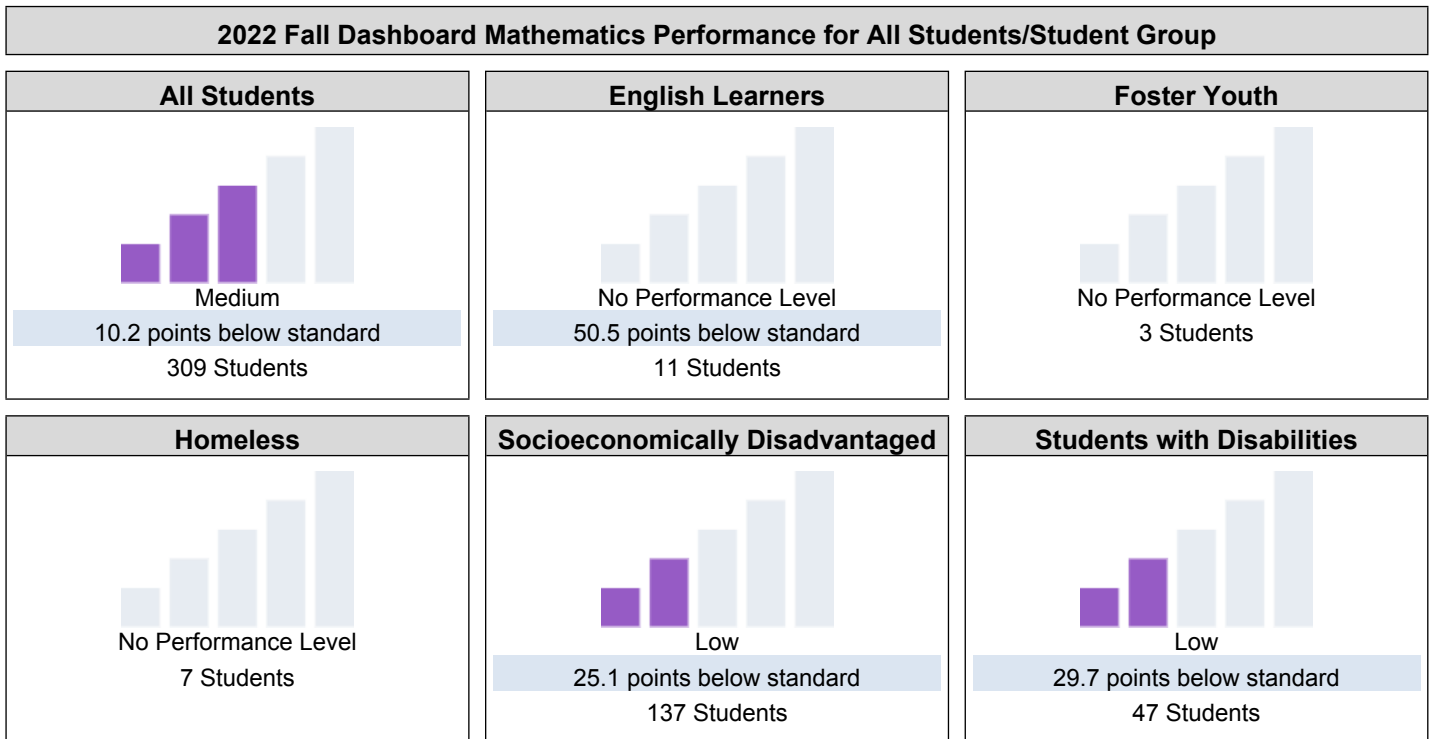 2022 Fall Dashboard Mathematics Performance for All Students/Student Group
All Students
Medium
10.2 points below standard
309 Students
English Learners
No Performance Level
50.5 points below standard
11 Students
Foster Youth
No Performance Level
3 Students
Homeless
No Performance Level
7 Students
Socioeconomically Disadvantaged
Low
25.1 points below standard
137 Students
Students with Disabilities
Low
29.7 points below standard
47 Students